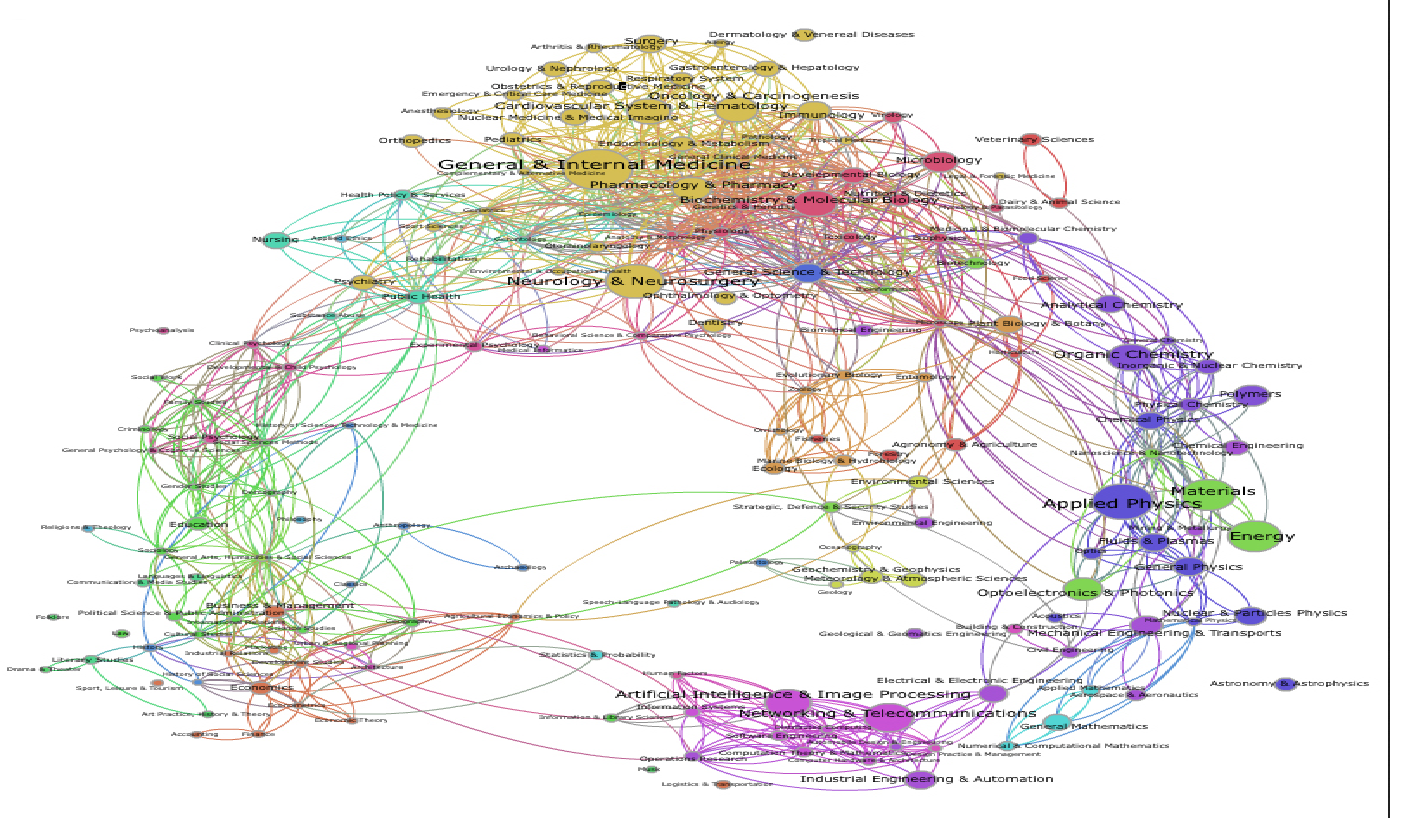 Dermatology & Venereal Diseases
Surgery
Allergy
Arthritis & Rheumatology
Urology & Nephrology
Gastroenterology & Hepatology
Respiratory System
Obstetrics & Reproductive Medicine
Emergency & Critical Care Medicine
Oncology & Carcinogenesis
Cardiovascular System & Hematology
Anesthesiology
Nuclear Medicine & Medical Imaging
Immunology
Virology
Orthopedics
Pediatrics
Pathology
Endocrinology & Metabolism
Tropical Medicine
Veterinary Sciences
General Clinical Medicine
Microbiology
General & Internal Medicine
Complementary & Alternative Medicine
Developmental Biology
Legal & Forensic Medicine
Pharmacology & Pharmacy
Health Policy & Services
Nutrition & Dietetics
Biochemistry & Molecular Biology
Dairy & Animal Science
Genetics & Heredity
Mycology & Parasitology
Geriatrics
Epidemiology
Sport Sciences
Physiology
Medicinal & Biomolecular Chemistry
Nursing
Applied Ethics
Gerontology
Anatomy & Morphology
Toxicology
Biophysics
Otorhinolaryngology
Rehabilitation
Biotechnology
Environmental & Occupational Health
General Science & Technology
Food Science
Psychiatry
Neurology & Neurosurgery
Bioinformatics
Public Health
Ophthalmology & Optometry
Analytical Chemistry
Substance Abuse
Dentistry
Microscopy
Plant Biology & Botany
Psychoanalysis
Behavioral Science & Comparative Psychology
Biomedical Engineering
General Chemistry
Clinical Psychology
Experimental Psychology
Medical Informatics
Horticulture
Organic Chemistry
Developmental & Child Psychology
Inorganic & Nuclear Chemistry
Social Work
Evolutionary Biology
Entomology
Zoology
Polymers
Family Studies
Physical Chemistry
Chemical Physics
Criminology
History of Science, Technology & Medicine
Ornithology
Social Psychology
Social Sciences Methods
Fisheries
Agronomy & Agriculture
Chemical Engineering
General Psychology & Cognitive Sciences
Forestry
Nanoscience & Nanotechnology
Marine Biology & Hydrobiology
Ecology
Gender Studies
Demography
Environmental Sciences
Materials
Applied Physics
Strategic, Defence & Security Studies
Education
Philosophy
Anthropology
Environmental Engineering
Religions & Theology
Mining & Metallurgy
Energy
Fluids & Plasmas
Sociology
Oceanography
Optics
General Arts, Humanities & Social Sciences
Paleontology
Archaeology
Geochemistry & Geophysics
General Physics
Languages & Linguistics
Communication & Media Studies
Classics
Meteorology & Atmospheric Sciences
Geology
Optoelectronics & Photonics
Speech-Language Pathology & Audiology
Business & Management
Political Science & Public Administration
Folklore
Agricultural Economics & Policy
Nuclear & Particles Physics
Acoustics
International Relations
Geography
Mathematical Physics
Science Studies
Building & Construction
Law
Cultural Studies
Geological & Geomatics Engineering
Mechanical Engineering & Transports
Urban & Regional Planning
History
Marketing
Industrial Relations
Civil Engineering
Statistics & Probability
Literary Studies
Development Studies
Drama & Theater
Architecture
History of Social Sciences
Human Factors
Electrical & Electronic Engineering
Sport, Leisure & Tourism
Economics
Applied Mathematics
Astronomy & Astrophysics
Artificial Intelligence & Image Processing
Aerospace & Aeronautics
Econometrics
Information Systems
Art Practice, History & Theory
Networking & Telecommunications
Information & Library Sciences
Economic Theory
General Mathematics
Distributed Computing
Accounting
Finance
Software Engineering
Numerical & Computational Mathematics
Computation Theory & Mathematics
Design Practice & Management
Operations Research
Computer Hardware & Architecture
Music
Industrial Engineering & Automation
Logistics & Transportation